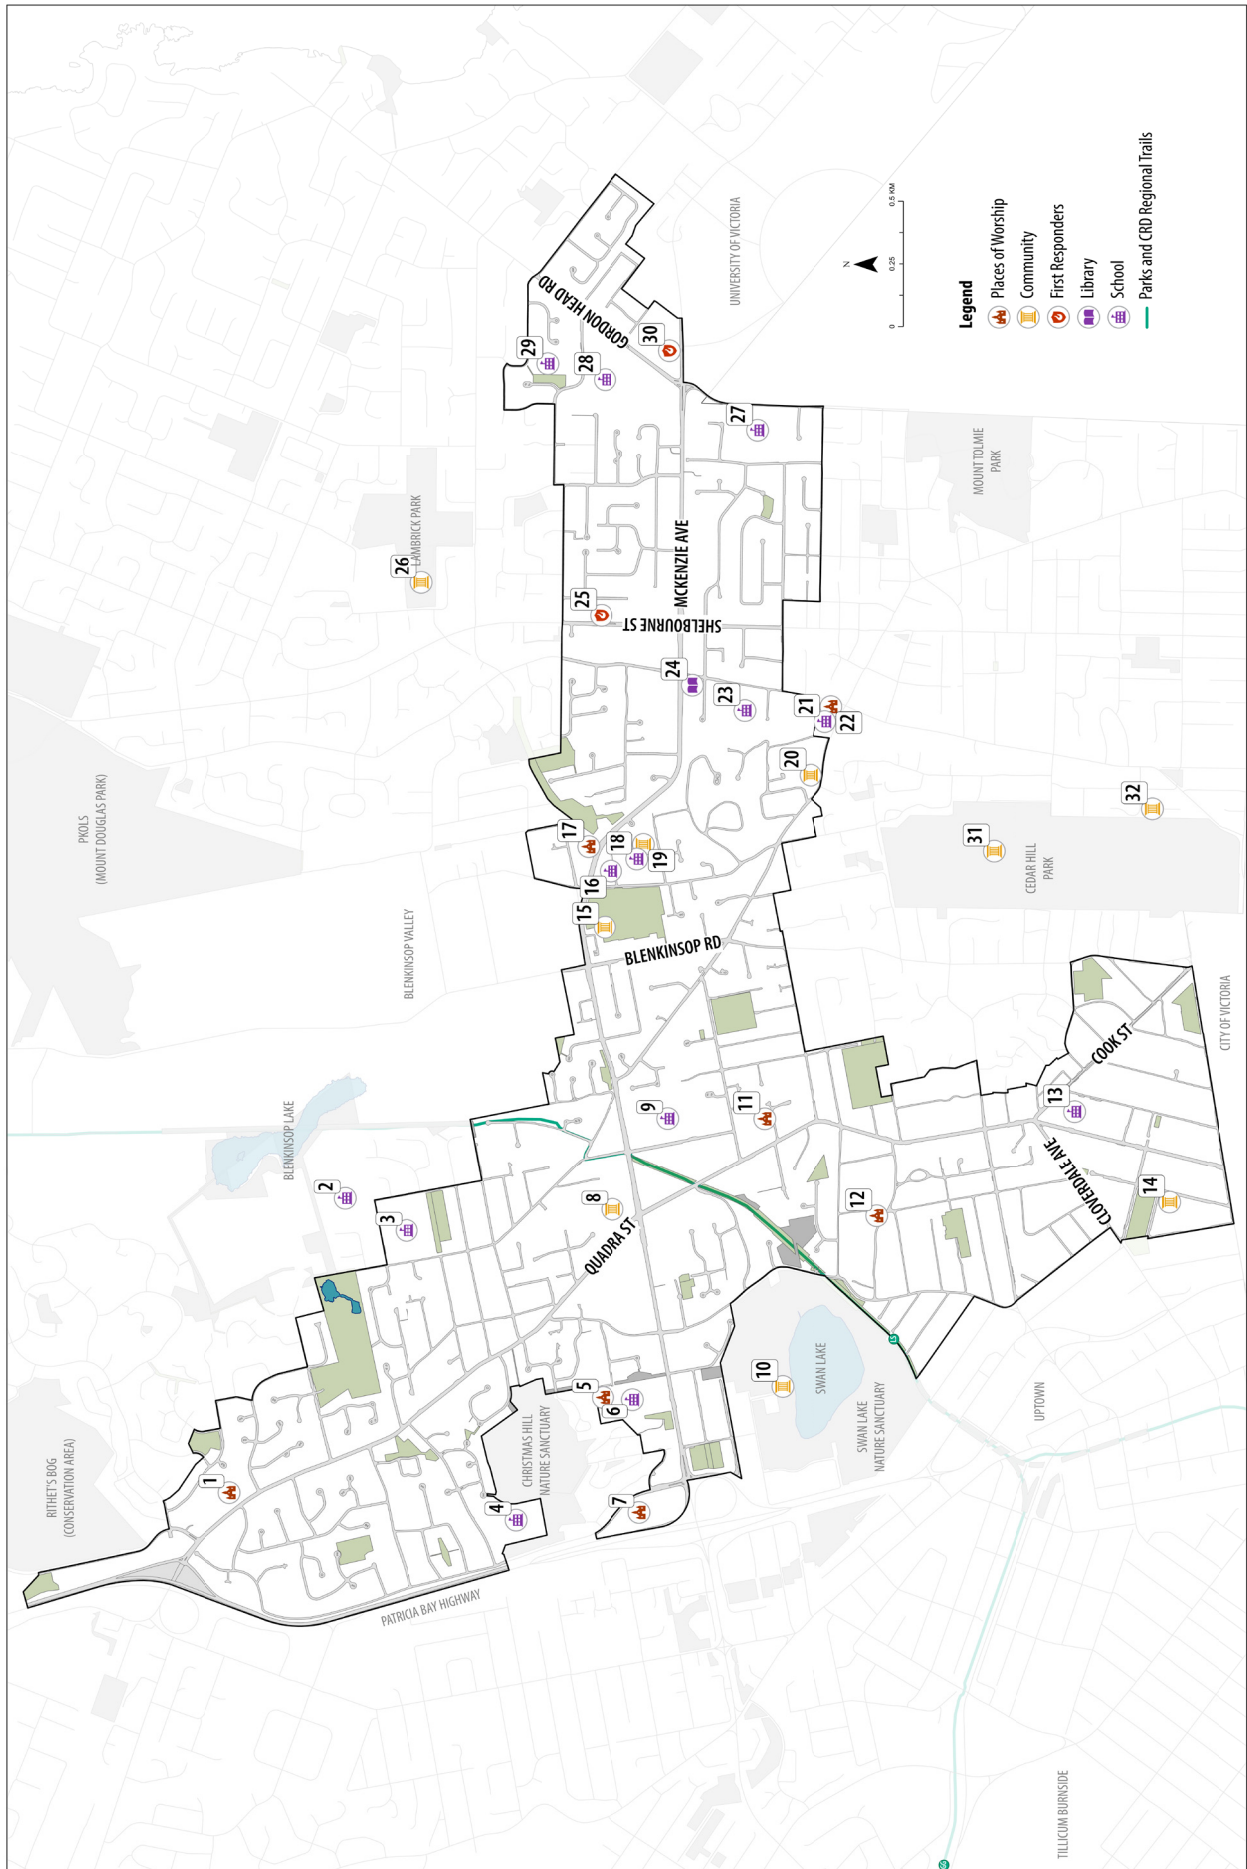 RITHET'S BOG
(CONSERVATION AREA)
PKOLS
(MOUNT DOUGLAS PARK)
BLENKINSOP VALLEY
BLENKINSOP LAKE
LAMBRICK PARK
UNIVERSITY OF VICTORIA
MOUNT TOLMIE
PARK
CEDAR HILL
PARK
CITY OF VICTORIA
CHRISTMAS HILL
NATURE SANCTUARY
SWAN LAKE
SWAN LAKE
NATURE SANCTUARY
UPTOWN
TILLICUM BURNSIDE
PATRICIA BAY HIGHWAY
QUADRA ST
BLENKINSOP RD
SHELBOURNE ST
MCKENZIE AVE
GORDON HEAD RD
CLOVERDALE AVE
COOK ST
1
2
3
4
5
6
7
8
9
10
11
12
13
14
15
16
17
18
19
20
21
22
23
24
25
26
27
28
29
30
31
32
N
0
0.25
0.5 KM
Legend
Places of Worship
Community
First Responders
Library
School
Parks and CRD Regional Trails